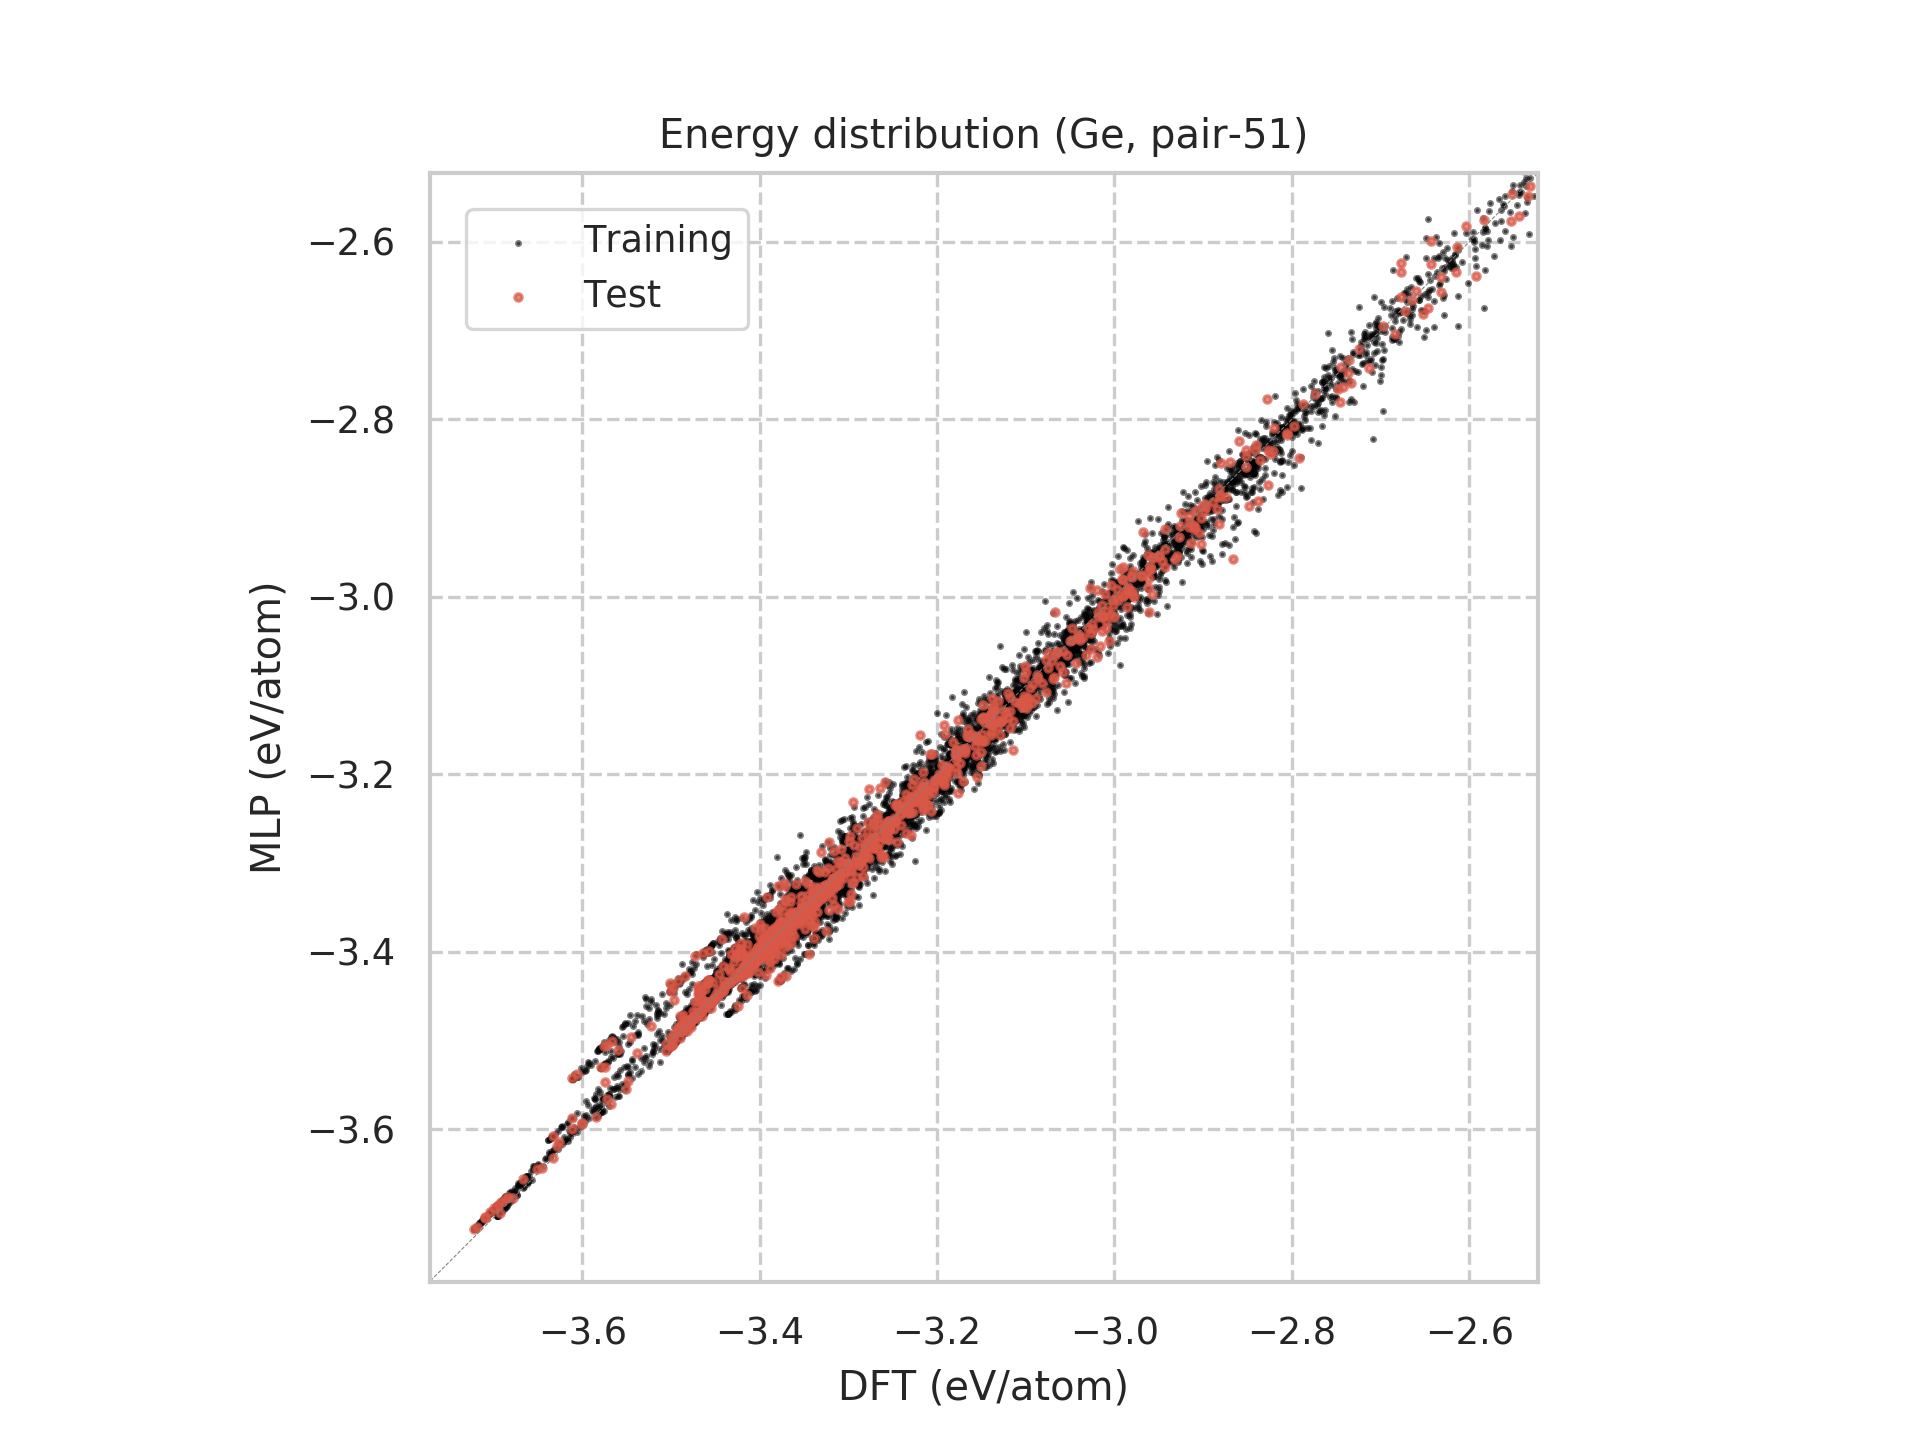 Energy distribution (Ge, pair-51)
Training
Test
MLP (eV/atom)
−2.6
−2.8
−3.0
−3.2
−3.4
−3.6
−3.6 −3.4 −3.2 −3.0 −2.8 −2.6
DFT (eV/atom)